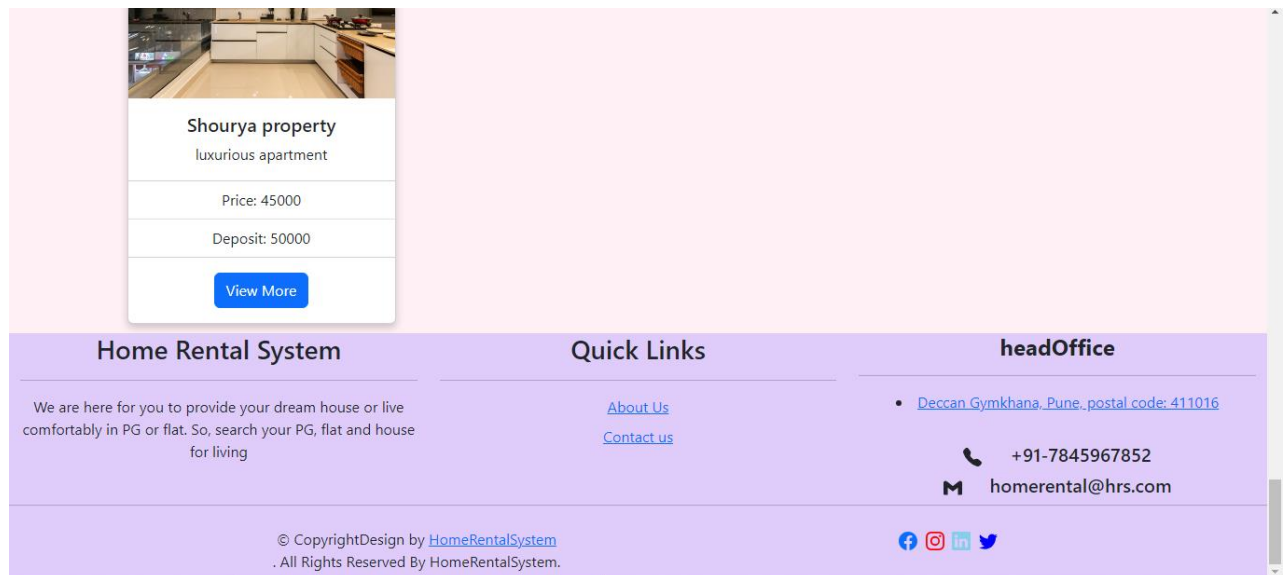 Shourya property
luxurious apartment
Price: 45000
Deposit: 50000
View More
Home Rental System
We are here for you to provide your dream house or live
comfortably in PG or flat. So, search your PG, flat and house
for living
Quick Links
About Us
Contact us
headOffice
Deccan Gymkhana, Pune, postal code: 411016
+91-7845967852
homerental@hrs.com
© CopyrightDesign by HomeRentalSystem
. All Rights Reserved By HomeRentalSystem.